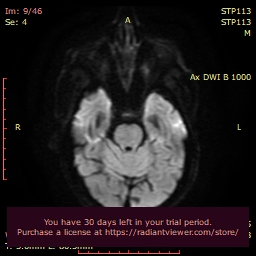 Im: 9/46
Se: 4
A
STP113
STP113
M
Ax DWI B 1000
R
L
You have 30 days left in your trial period.
Purchase a license at https://radiantviewer.com/store/